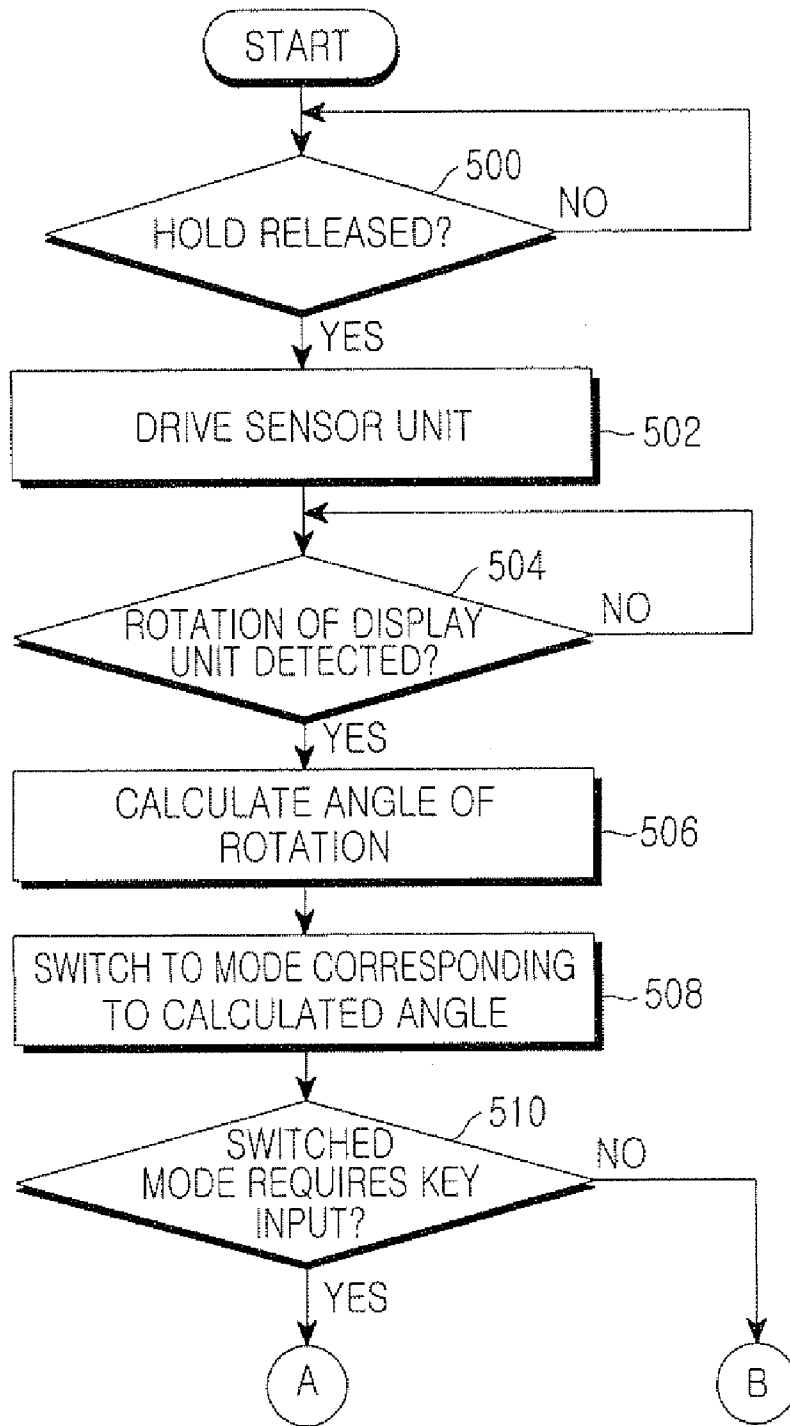 START
500
HOLD RELEASED?
NO
YES
DRIVE SENSOR UNIT
502
504
ROTATION OF DISPLAY
UNIT DETECTED?
NO
YES
CALCULATE ANGLE OF
ROTATION
506
SWITCH TO MODE CORRESPONDING
TO CALCULATED ANGLE
508
510
SWITCHED
MODE REQUIRES KEY
INPUT?
NO
YES
A
B